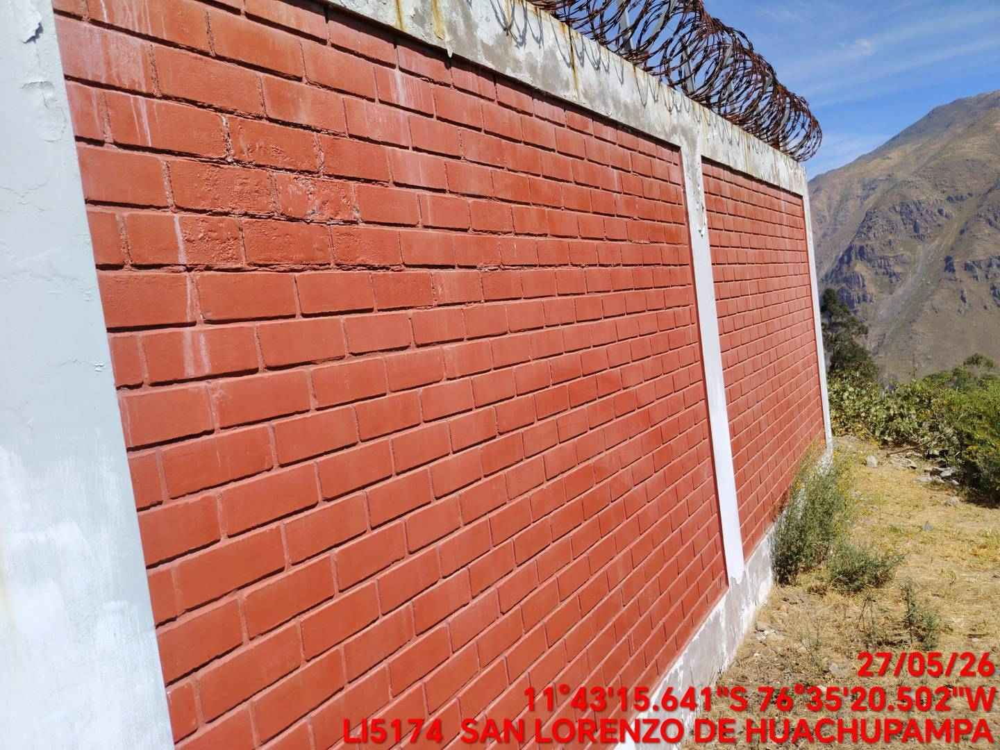 27/05/26
11°43'15.641"S 76°35'20.502"W
LI5174 SAN LORENZO DE HUACHUPAMPA